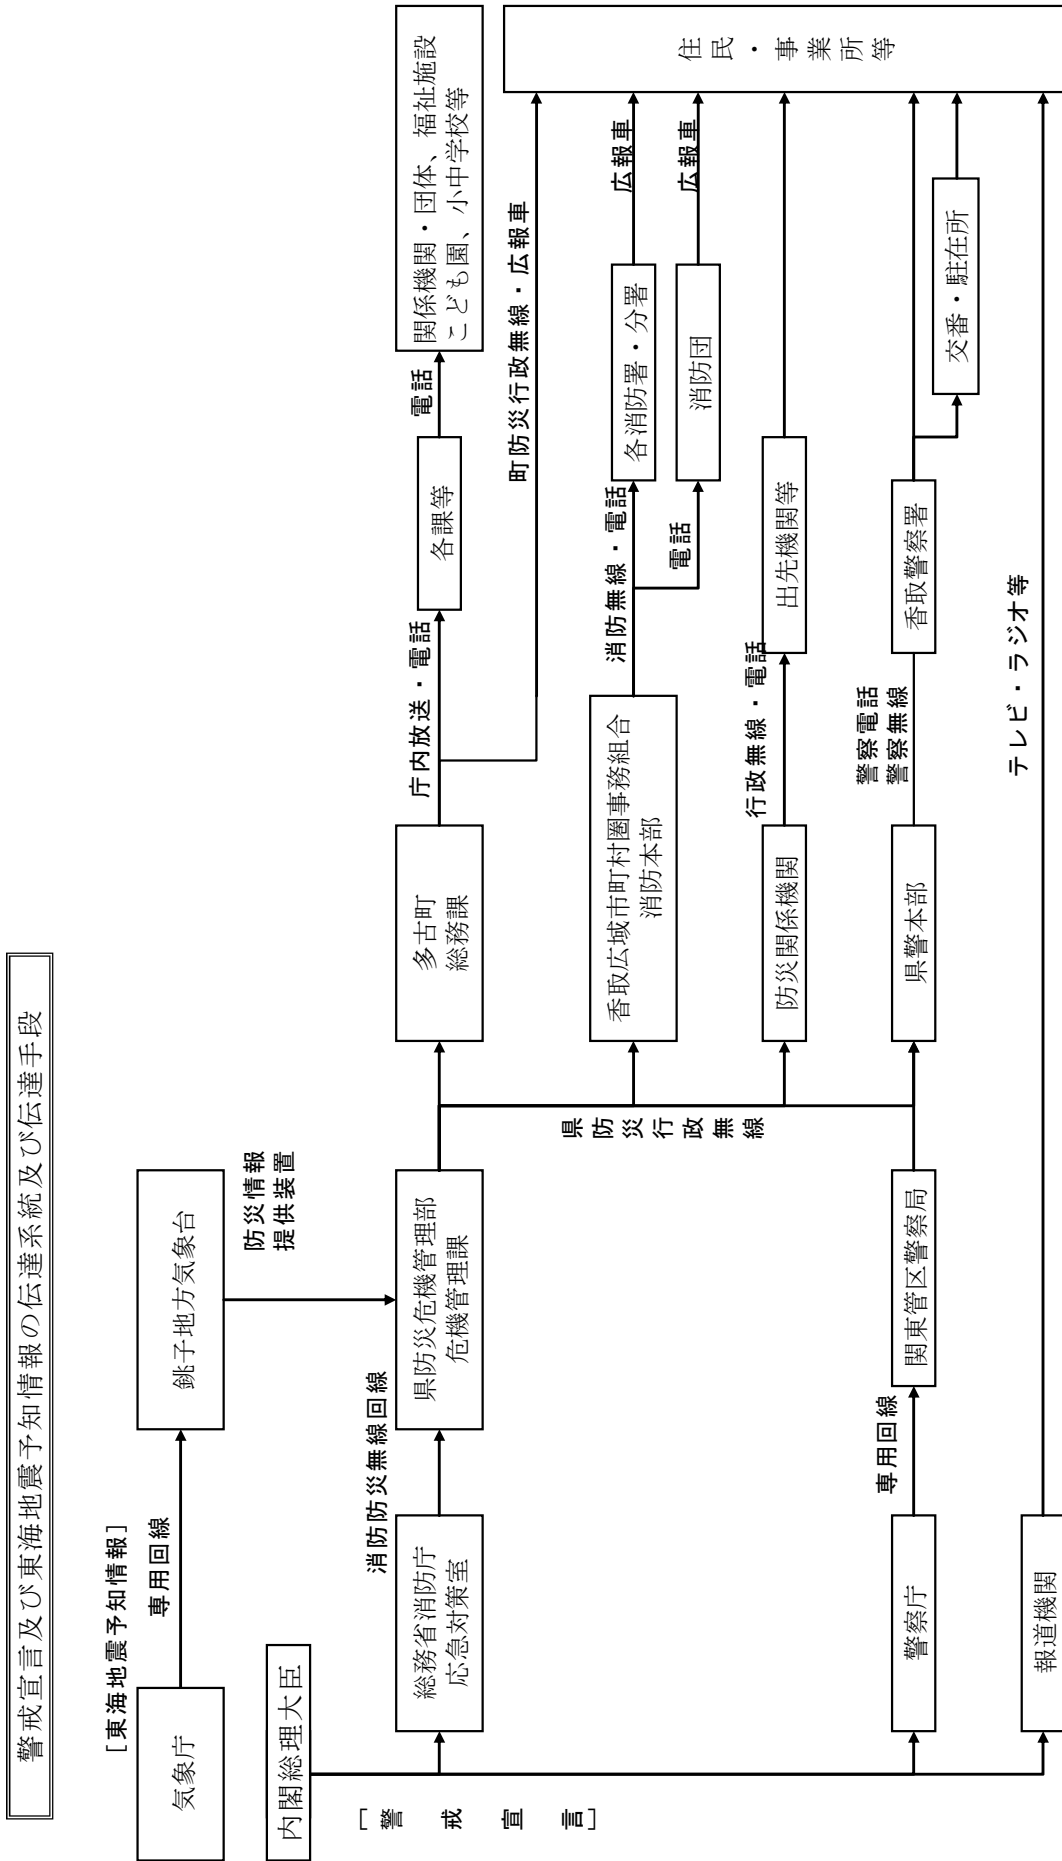 警戒宣言及び東海地震予知情報の伝達系統及び伝達手段
[東海地震予知情報]
気象庁
専用回線
銚子地方気象台
防災情報
提供装置
内閣総理大臣
[警戒宣言]
総務省消防庁
応急対策室
消防防災無線回線
県防災危機管理部
危機管理課
県防災行政無線
多古町
総務課
庁内放送・電話
各課等
電話
関係機関・団体、福祉施設
こども園、小中学校等
町防災行政無線・広報車
香取広域市町村圏事務組合
消防本部
消防無線・電話
各消防署・分署
広報車
電話
消防団
広報車
防災関係機関
行政無線・電話
出先機関等
警察庁
専用回線
関東管区警察局
県警本部
警察電話
警察無線
香取警察署
交番・駐在所
報道機関
テレビ・ラジオ等
住民・事業所等